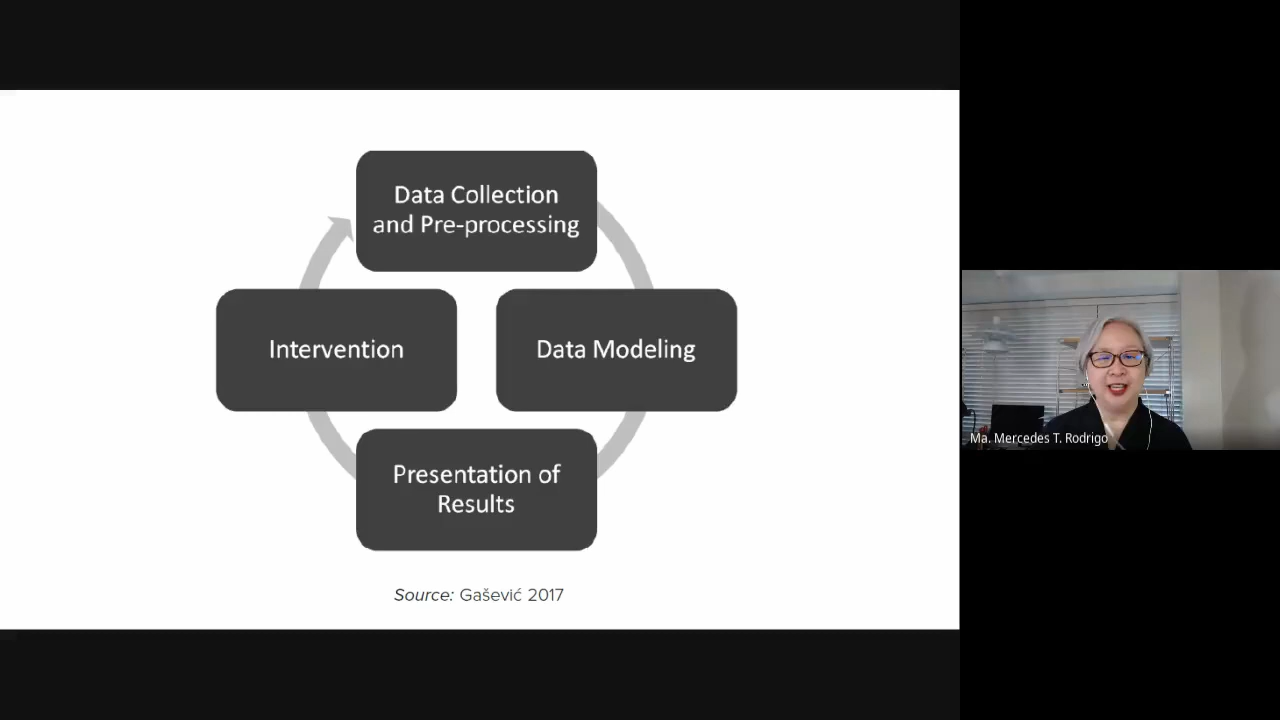 Data Collection
and Pre-processing
Intervention
Data Modeling
Presentation of
Results
Source: Gašević 2017
Ma. Mercedes T. Rodrigo